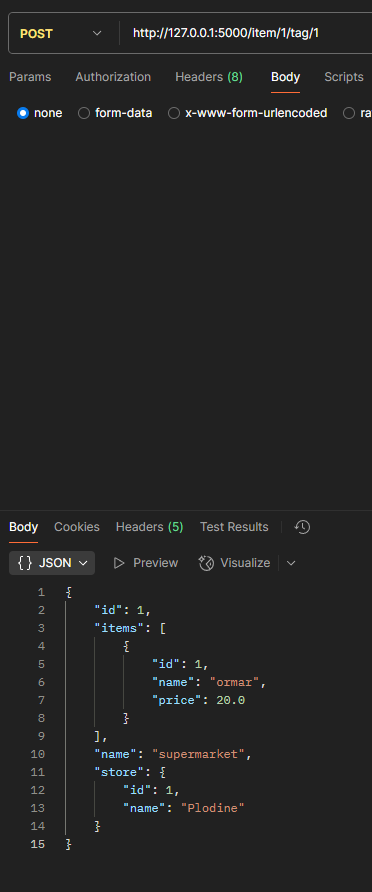 POST http://127.0.0.1:5000/item/1/tag/1
Params Authorization Headers (8) Body Scripts
none form-data x-www-form-urlencoded
Body Cookies Headers (5) Test Results
{} JSON Preview Visualize
1 {
2 "id": 1,
3 "items": [
4 {
5 "id": 1,
6 "name": "ormar",
7 "price": 20.0
8 }
9 ],
10 "name": "supermarket",
11 "store": {
12 "id": 1,
13 "name": "Plodine"
14 }
15 }